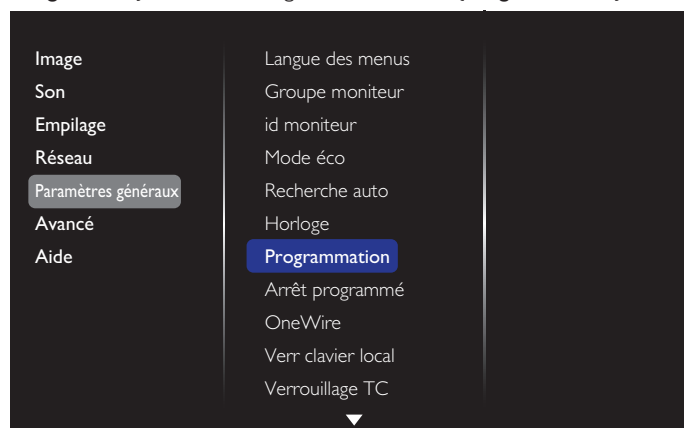 Image
Son
Empilage
Réseau
Paramètres généraux
Avancé
Aide
Langue des menus
Groupe moniteur
id moniteur
Mode éco
Recherche auto
Horloge
Programmation
Arrêt programmé
OneWire
Verr clavier local
Verrouillage TC